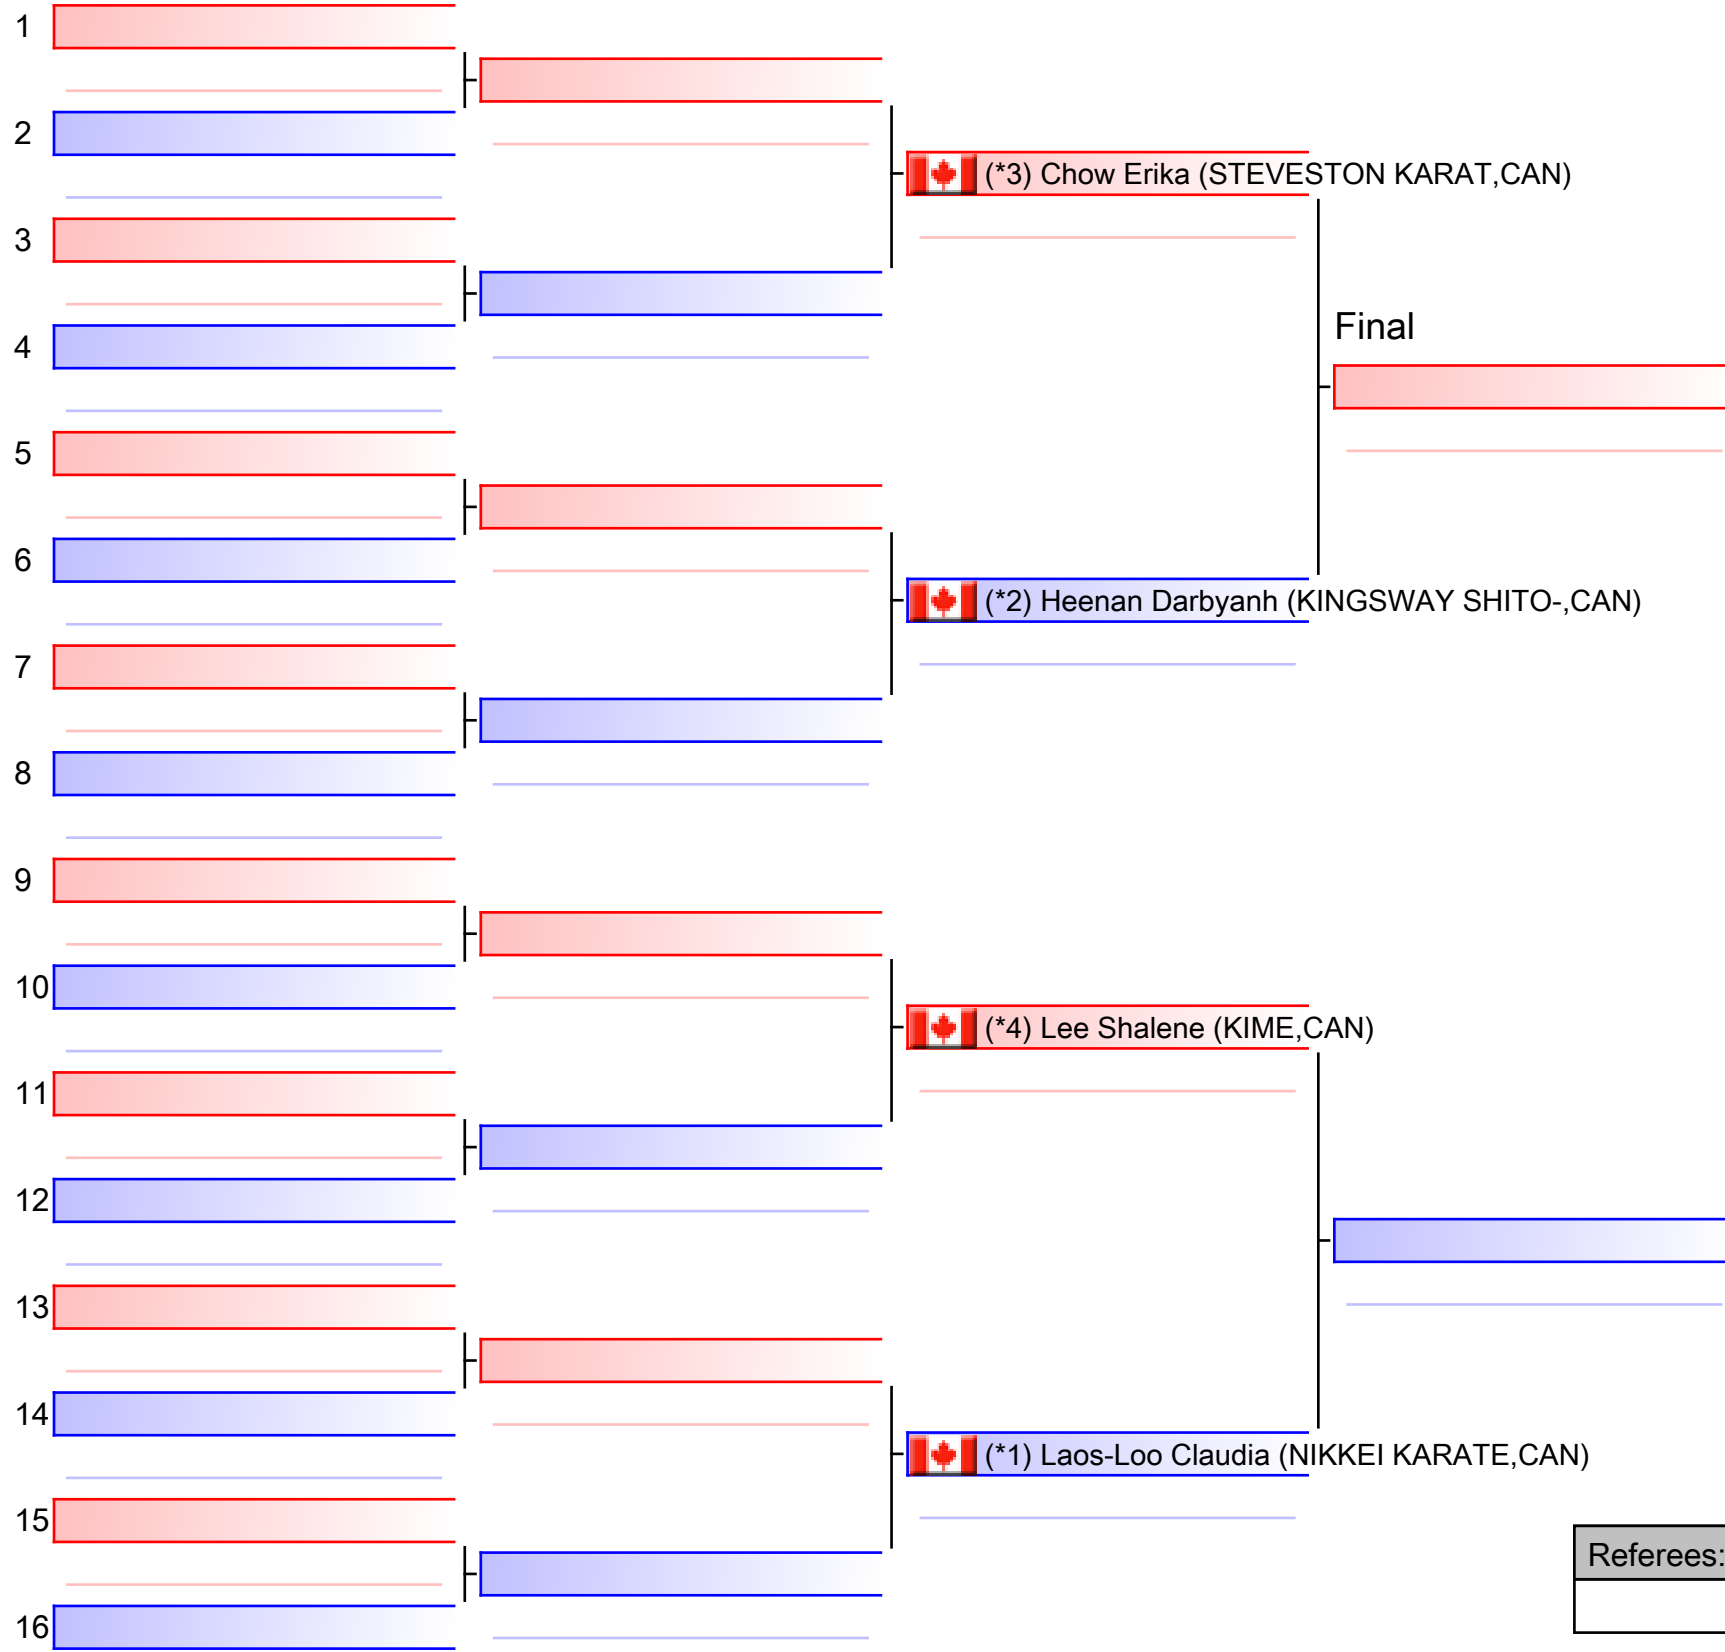 1
2
(*3) Chow Erika (STEVESTON KARAT,CAN)
3
Final
4
5
6
(*2) Heenan Darbyanh (KINGSWAY SHITO-,CAN)
7
8
9
10
(*4) Lee Shalene (KIME,CAN)
11
12
13
14
(*1) Laos-Loo Claudia (NIKKEI KARATE,CAN)
15
Referees:
16